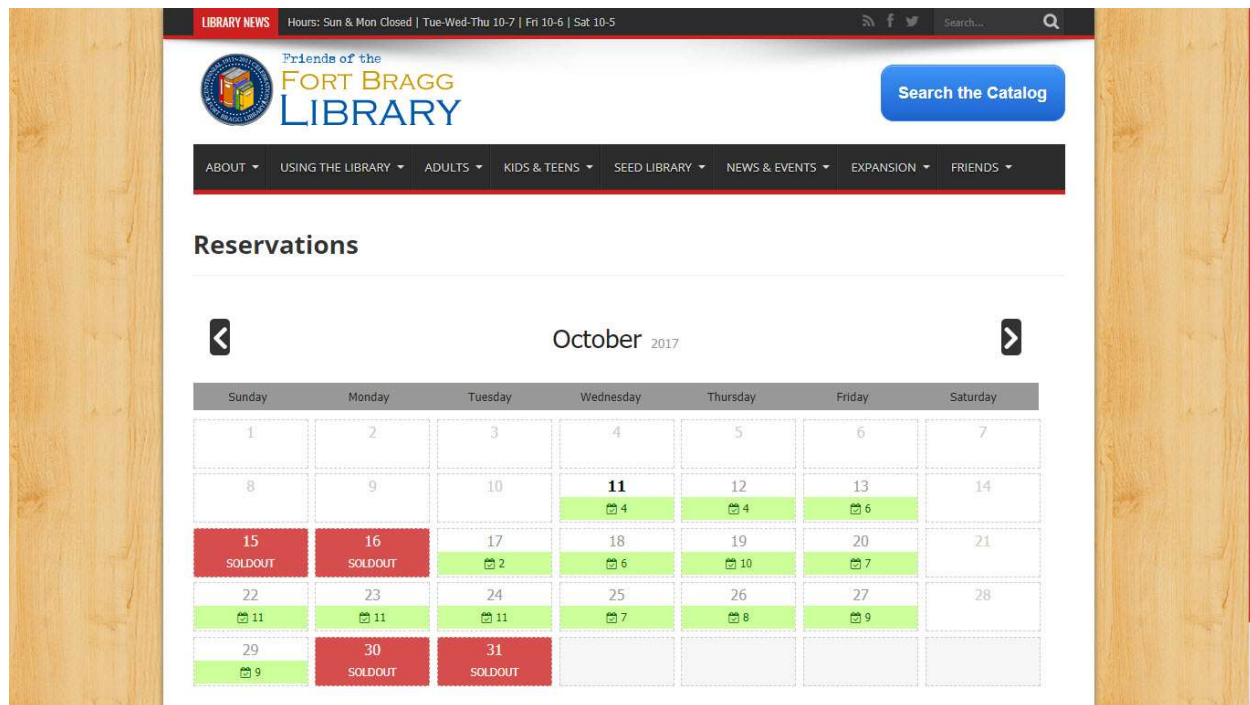 LIBRARY NEWS Hours: Sun & Mon Closed | Tue-Wed-Thu 10-7 | Fri 10-6 | Sat 10-5 Search...
Friends of the
FORT BRAGG
LIBRARY
Search the Catalog
ABOUT USING THE LIBRARY ADULTS KIDS & TEENS SEED LIBRARY NEWS & EVENTS EXPANSION FRIENDS
Reservations
October 2017
Sunday Monday Tuesday Wednesday Thursday Friday Saturday
1 2 3 4 5 6 7
8 9 10 11 12 13 14
4 4 6
15 16 17 18 19 20 21
SOLDOUT SOLDOUT 2 6 10 7
22 23 24 25 26 27 28
11 11 11 7 8 9
29 30 31
9 SOLDOUT SOLDOUT